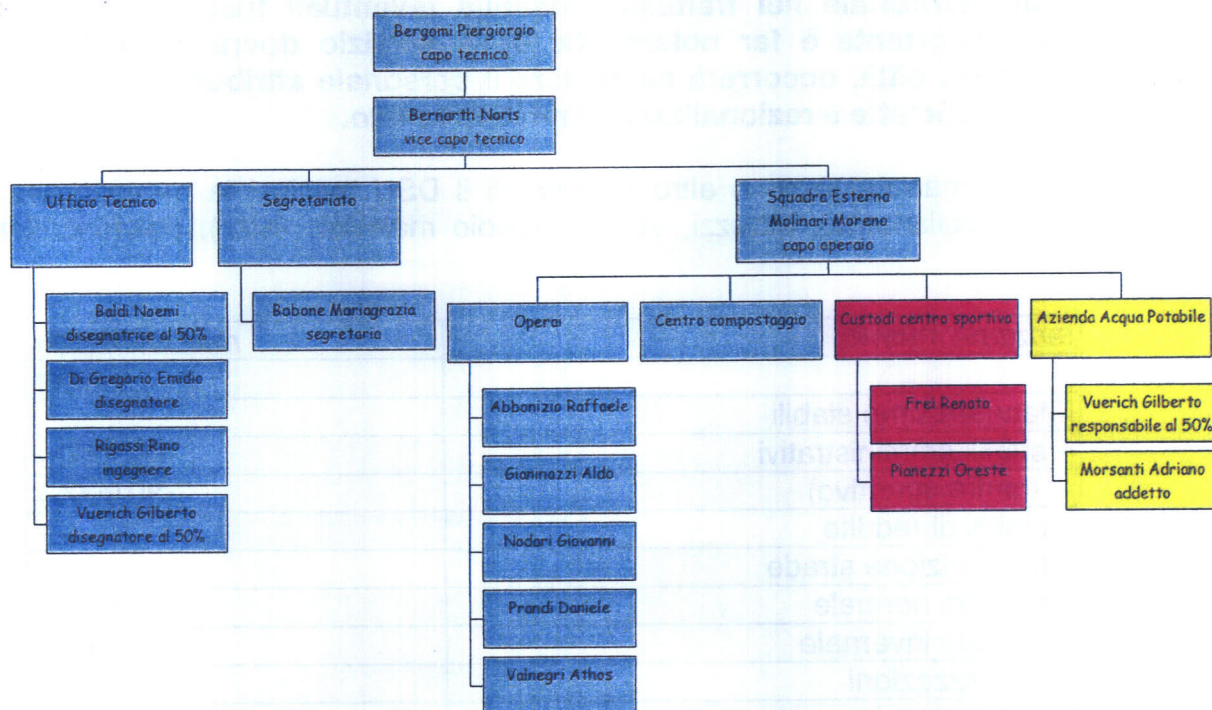 Bergomi Piergiorgio
capo tecnico
Bernarth Noris
vice capo tecnico
Ufficio Tecnico
Segretariato
Squadra Esterna
Molinari Moreno
capo operaio
Baldi Noemi
disegnatrice al 50%
Di Gregorio Emidio
disegnatore
Rigassi Rino
ingegnere
Vuerich Gilberto
disegnatore al 50%
Babone Mariagrazia
segretaria
Operai
Centro compostaggio
Custodi centro sportivo
Azienda Acqua Potabile
Abbonizio Raffaele
Gianinazzi Aldo
Nodari Giovanni
Prandi Daniele
Vainegri Athos
Frei Renato
Pianezzi Oreste
Vuerich Gilberto
responsabile al 50%
Morsanti Adriano
addetto